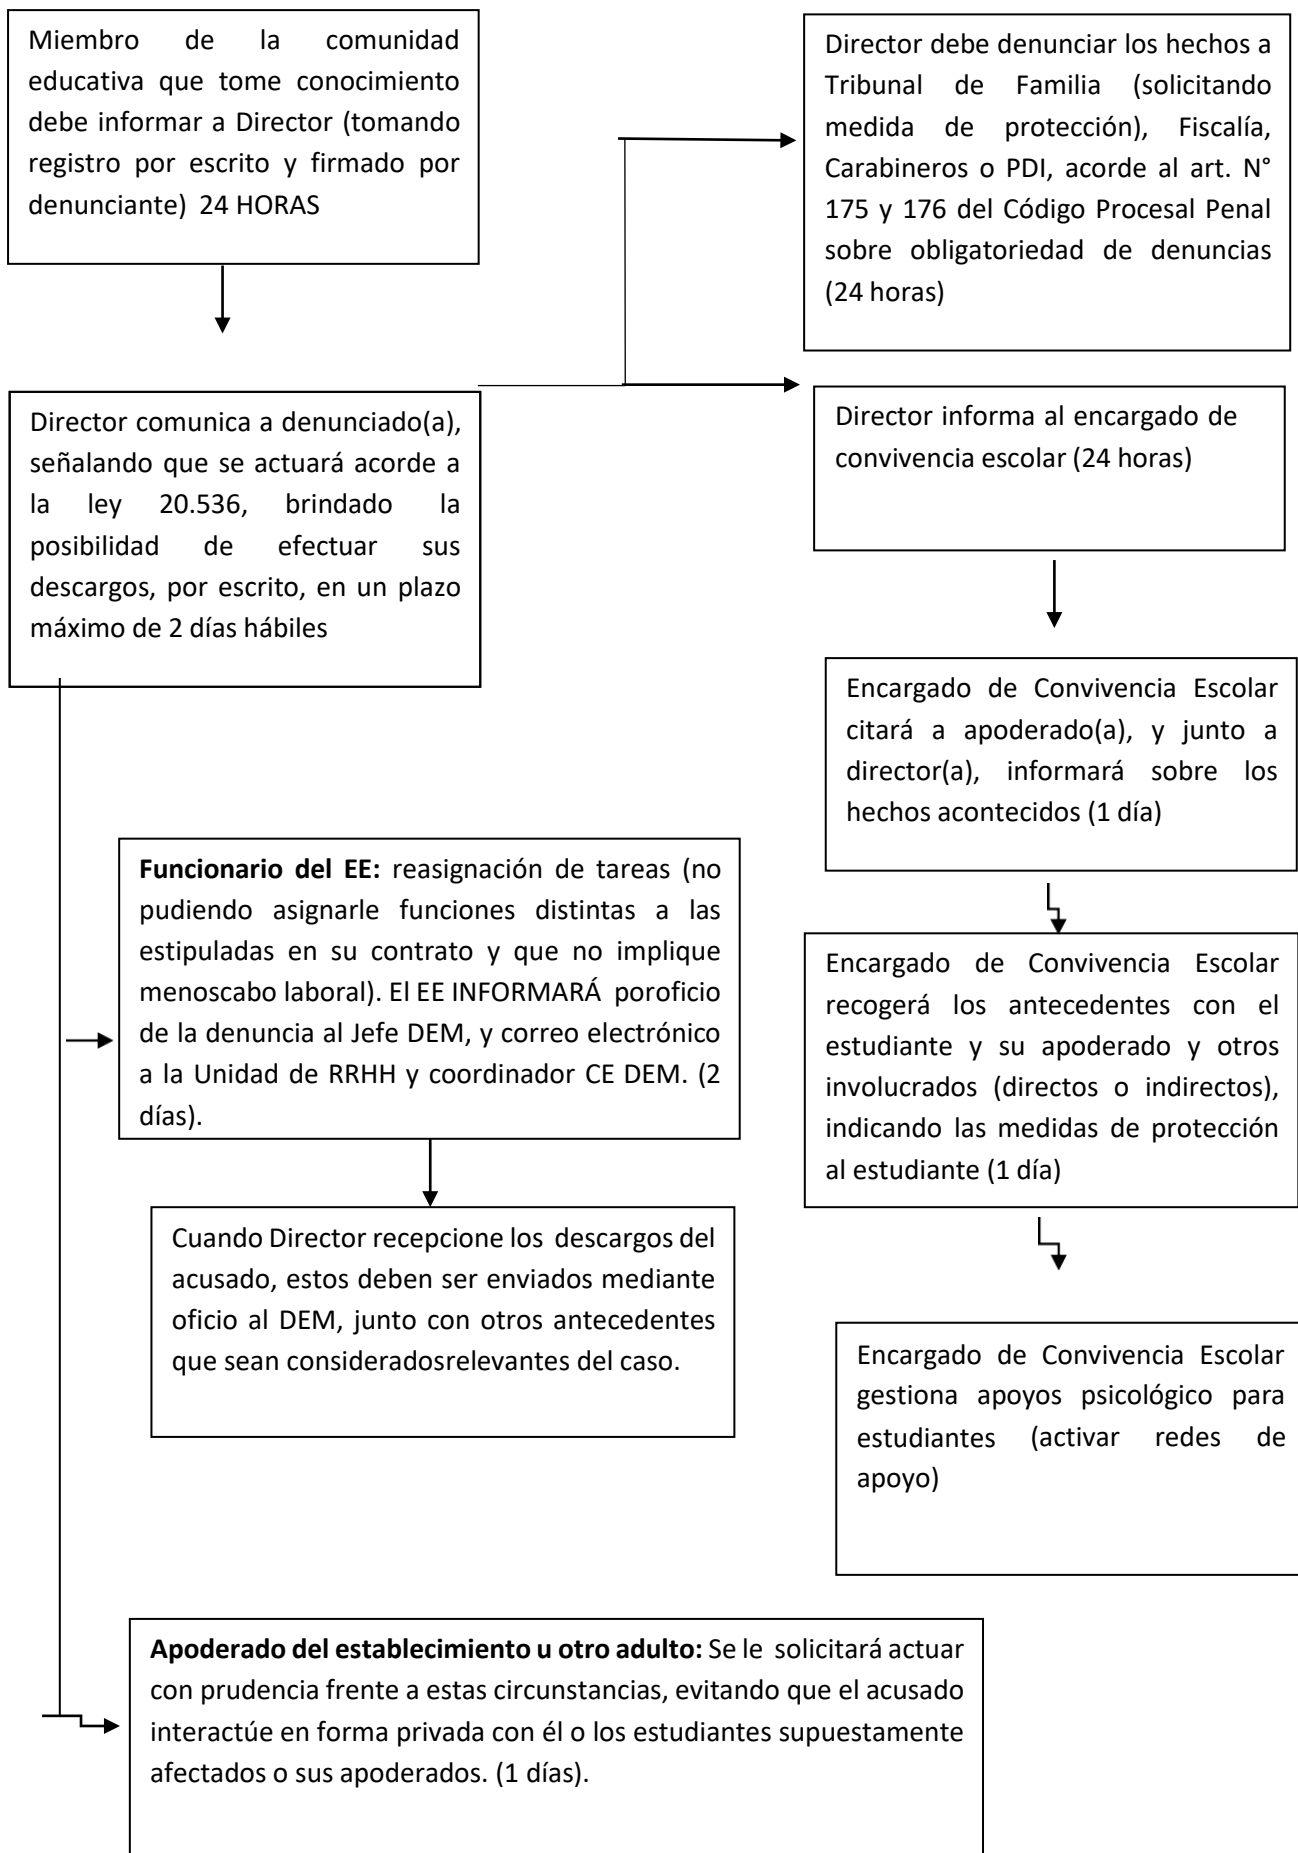 Miembro de la comunidad
educativa que tome conocimiento
debe informar a Director (tomando
registro por escrito y firmado por
denunciante) 24 HORAS
Director debe denunciar los hechos a
Tribunal de Familia (solicitando
medida de protección), Fiscalía,
Carabineros o PDI, acorde al art. N°
175 y 176 del Código Procesal Penal
sobre obligatoriedad de denuncias
(24 horas)
Director comunica a denunciado(a),
señalando que se actuará acorde a
la ley 20.536, brindado la
posibilidad de efectuar sus
descargos, por escrito, en un plazo
máximo de 2 días hábiles
Director informa al encargado de
convivencia escolar (24 horas)
Encargado de Convivencia Escolar
citará a apoderado(a), y junto a
director(a), informará sobre los
hechos acontecidos (1 día)
Funcionario del EE: reasignación de tareas (no
pudiendo asignarle funciones distintas a las
estipuladas en su contrato y que no implique
menoscabo laboral). El EE INFORMARÁ poroficio
de la denuncia al Jefe DEM, y correo electrónico
a la Unidad de RRHH y coordinador CE DEM. (2
días).
Encargado de Convivencia Escolar
recogerá los antecedentes con el
estudiante y su apoderado y otros
involucrados (directos o indirectos),
indicando las medidas de protección
al estudiante (1 día)
Cuando Director recepcione los descargos del
acusado, estos deben ser enviados mediante
oficio al DEM, junto con otros antecedentes
que sean consideradosrelevantes del caso.
Encargado de Convivencia Escolar
gestiona apoyos psicológico para
estudiantes (activar redes de
apoyo)
Apoderado del establecimiento u otro adulto: Se le solicitará actuar
con prudencia frente a estas circunstancias, evitando que el acusado
interactúe en forma privada con él o los estudiantes supuestamente
afectados o sus apoderados. (1 días).